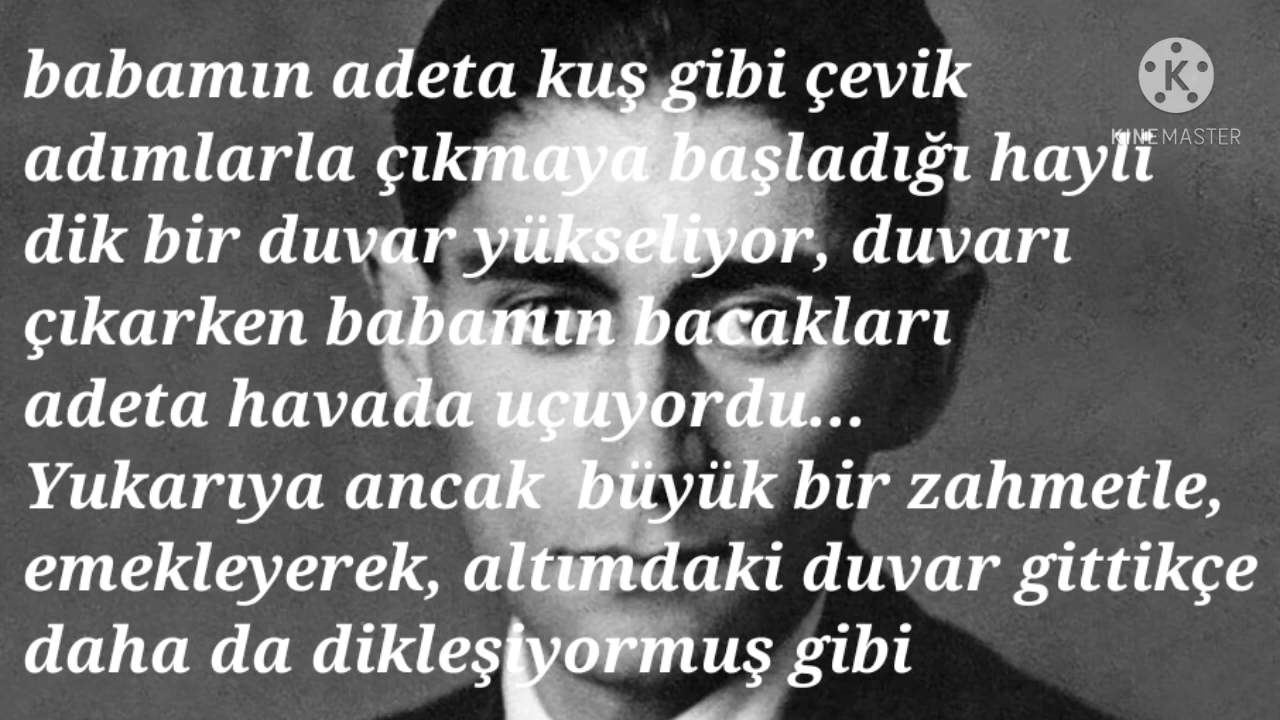 babamın adeta kuş gibi çevik
adımlarla çıkmaya başladığı hayli
dik bir duvar yükseliyor, duvarı
çıkarken babamın bacakları
adeta havada uçuyordu...
Yukarıya ancak büyük bir zahmetle,
emekleyerek, altımdaki duvar gittikçe
daha da dikleşiyormuş gibi
K
KINEMASTER